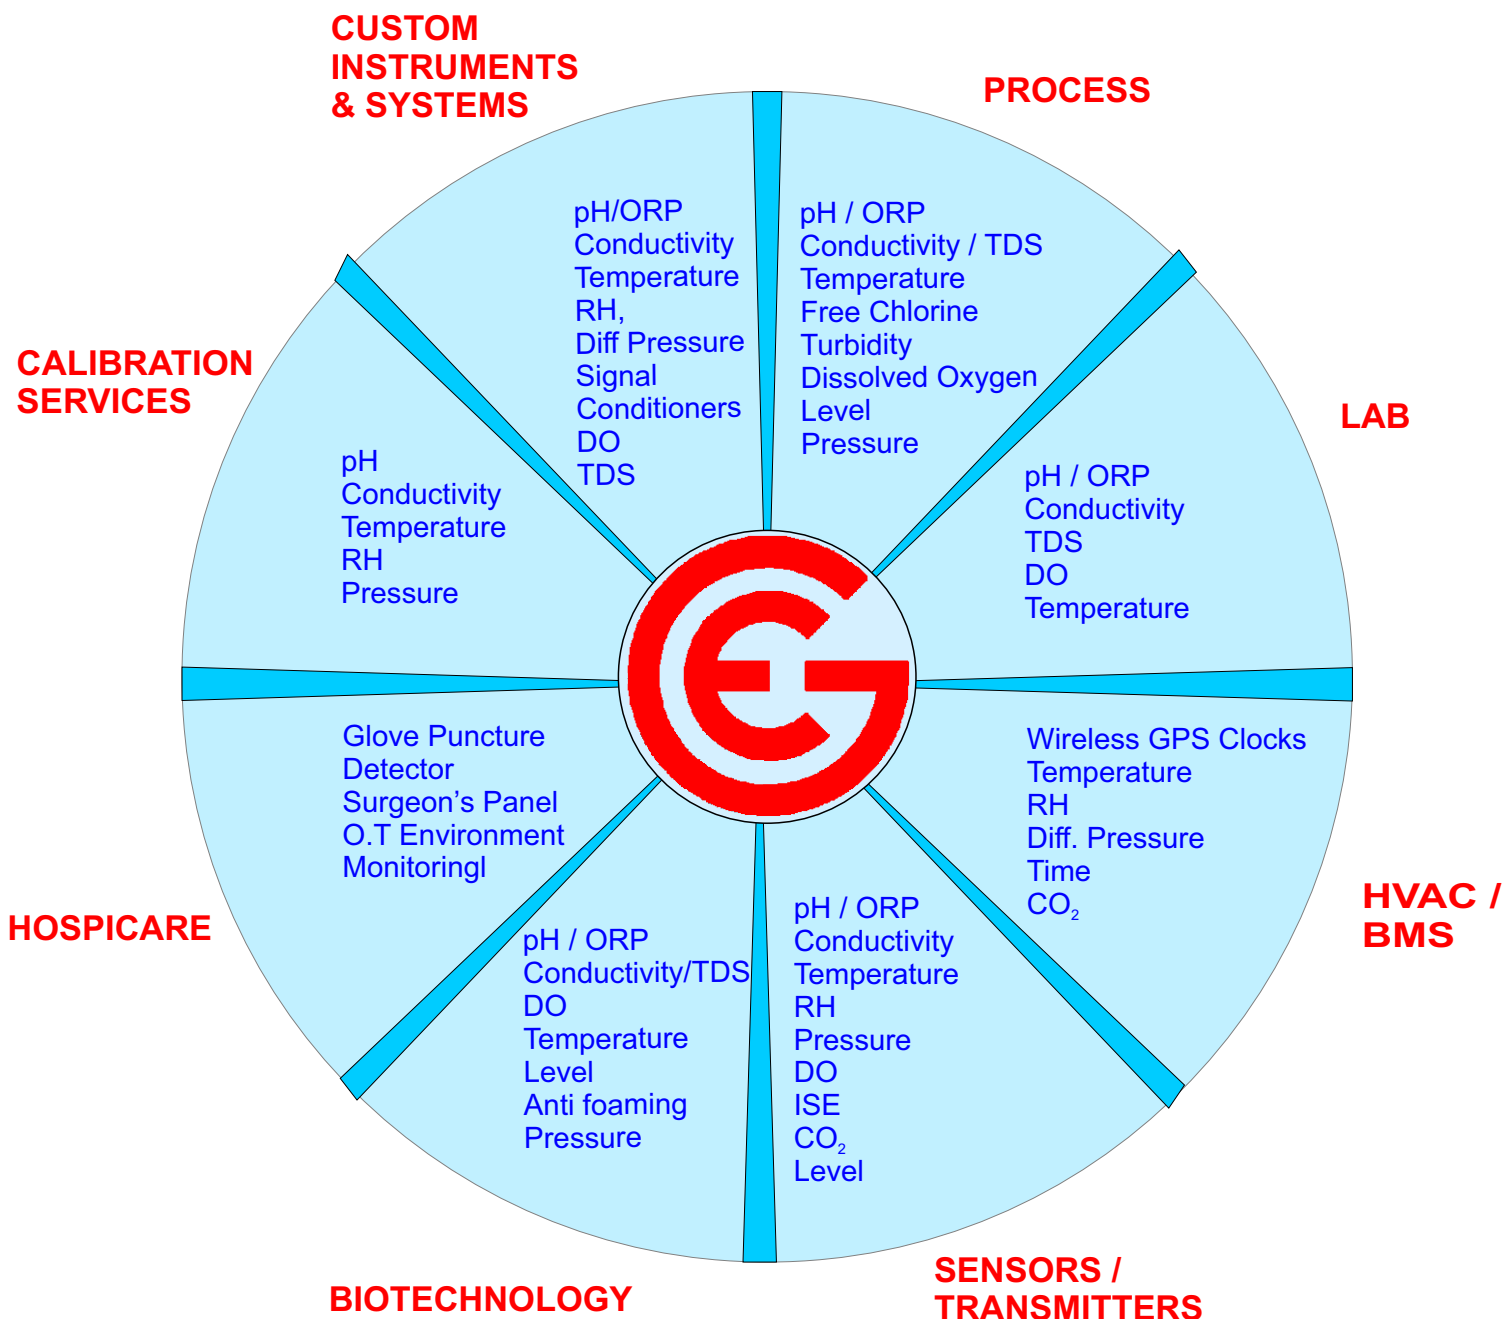 CUSTOM
INSTRUMENTS
& SYSTEMS
pH/ORP
Conductivity
Temperature
RH,
Diff Pressure
Signal
Conditioners
DO
TDS
PROCESS
pH / ORP
Conductivity / TDS
Temperature
Free Chlorine
Turbidity
Dissolved Oxygen
Level
Pressure
LAB
pH / ORP
Conductivity
TDS
DO
Temperature
HVAC /
BMS
Wireless GPS Clocks
Temperature
RH
Diff. Pressure
Time
CO₂
SENSORS /
TRANSMITTERS
pH / ORP
Conductivity
Temperature
RH
Pressure
DO
ISE
CO₂
Level
BIOTECHNOLOGY
pH / ORP
Conductivity/TDS
DO
Temperature
Level
Anti foaming
Pressure
HOSPICARE
Glove Puncture
Detector
Surgeon’s Panel
O.T Environment
Monitoringl
CALIBRATION
SERVICES
pH
Conductivity
Temperature
RH
Pressure